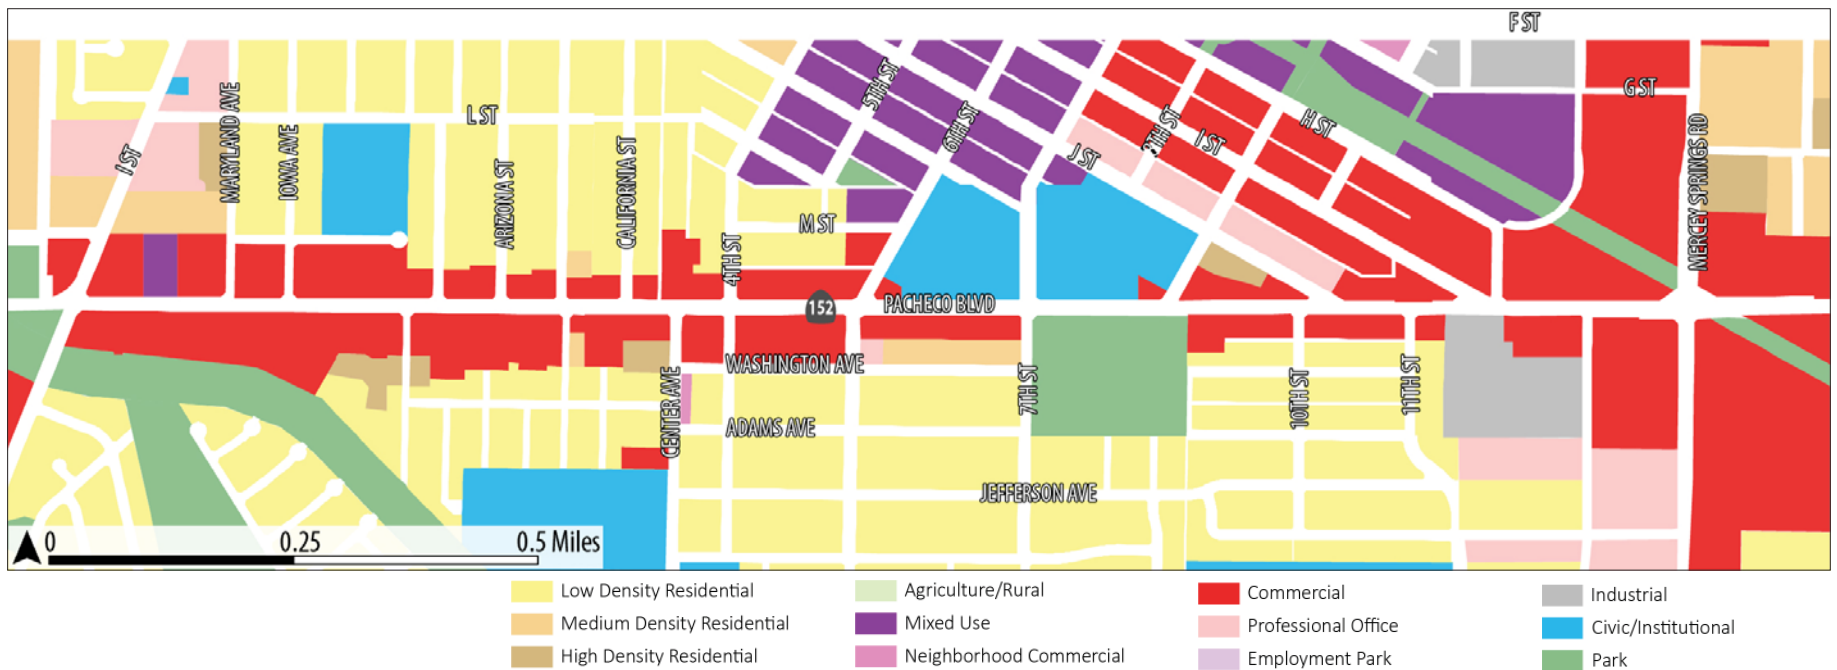 F ST
G ST
I ST
MARYLAND AVE
IOWA AVE
L ST
ARIZONA ST
CALIFORNIA ST
5TH ST
6TH ST
J ST
I ST
H ST
MERCEY SPRINGS RD
M ST
4TH ST
152
PACHECO BLVD
WASHINGTON AVE
CENTER AVE
ADAMS AVE
7TH ST
10TH ST
11TH ST
JEFFERSON AVE
0 0.25 0.5 Miles
Low Density Residential
Medium Density Residential
High Density Residential
Agriculture/Rural
Mixed Use
Neighborhood Commercial
Commercial
Professional Office
Employment Park
Industrial
Civic/Institutional
Park